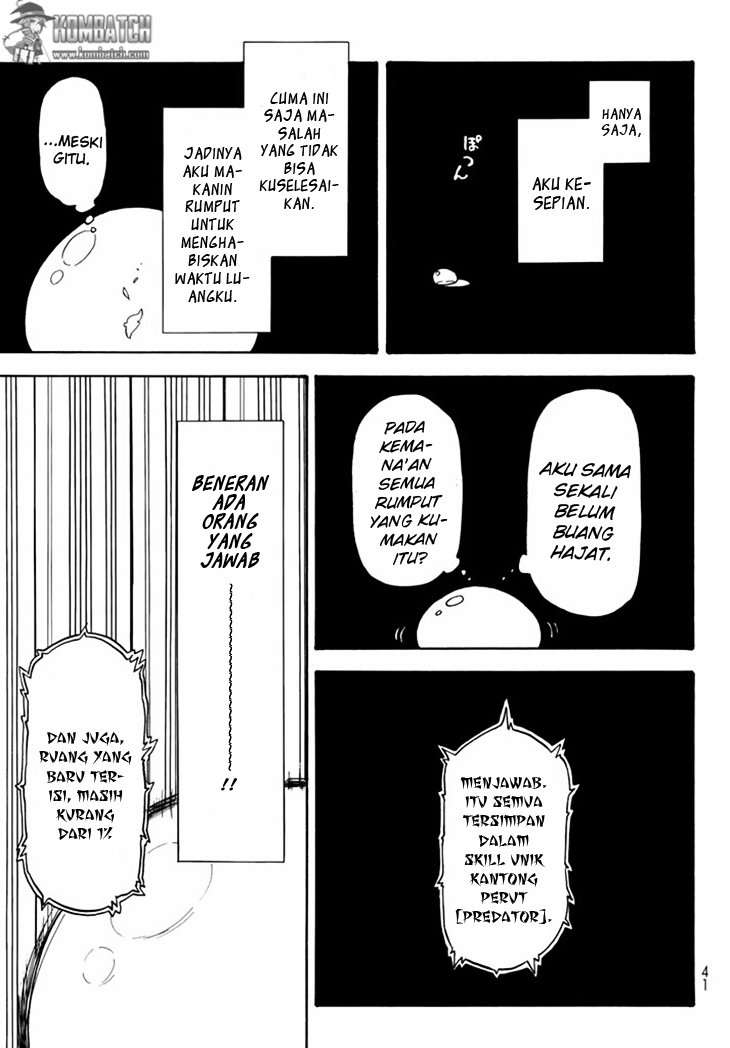 KOMBATCH
www.kombatch.com
HANYA
SAJA,
AKU KE-
SEPIAN.
ぽつん
CUMA INI
SAJA MA-
SALAH
YANG TIDAK
BISA
KUSELESAI-
KAN.
JADINYA
AKU MA-
KANIN
RUMPUT
UNTUK
MENGHA-
BISKAN
WAKTU LU-
ANGKU.
...MESKI
GITU.
AKU SAMA
SEKALI
BELUM
BUANG
HAJAT.
PADA
KEMA-
NA'AN
SEMUA
RUMPUT
YANG KU-
MAKAN
ITU?
MENJAWAB.
ITU SEMUA
TERSIMPAN
DALAM
SKILL UNIK
KANTONG
PERUT
[PREDATOR].
BENERAN
ADA
ORANG
YANG
JAWAB
!!
DAN JUGA,
RUANG YANG
BARU TER-
ISI, MASIH
KURANG
DARI 1%
41